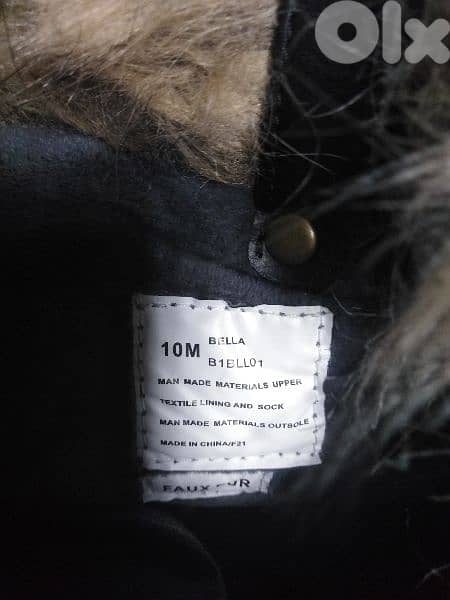 OLX
10M BELLA
B1BLL01
MAN MADE MATERIALS UPPER
TEXTILE LINING AND SOCK
MAN MADE MATERIALS OUTSOLE
MADE IN CHINA/F21
FAUX FUR